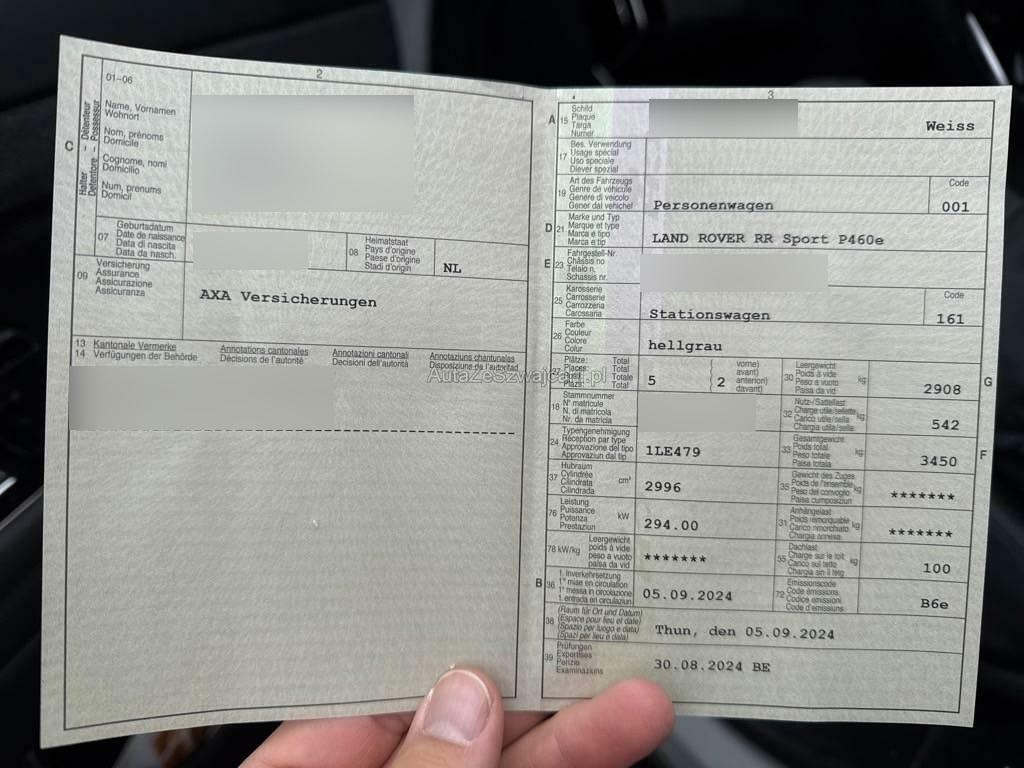 2
01-06
C
Halter – Détenteur
Detentore – Possessur
Name, Vornamen
Wohnort
Nom, prénoms
Domicile
Cognome, nomi
Domicilio
Num, prenums
Domicil
07
Geburtsdatum
Date de naissance
Data di nascita
Data da nasch.
08
Heimatstaat
Pays d'origine
Paese d'origine
Stadi d'origin
NL
09
Versicherung
Assurance
Assicurazione
Assicuranza
AXA Versicherungen
13 Kantonale Vermerke
14 Verfügungen der Behörde
Annotations cantonales
Décisions de l'autorité
Annotazioni cantonali
Decisioni dell'autorità
Annotaziuns chantunalas
Disposiziun da l'autoritad
AutaZeSzwajcarii.pl
3
A 15
Schild
Plaque
Targa
Numer
Weiss
17
Bes. Verwendung
Usage spécial
Uso speciale
Diever spezial
19
Art des Fahrzeugs
Genre de véhicule
Genere di veicolo
Gener dal vehichel
Personenwagen
Code
001
D 21
Marke und Typ
Marque et type
Marca e tipo
Marca e tip
LAND ROVER RR Sport P460e
E 23
Fahrgestell-Nr.
Châssis no
Telaio n.
Schassis nr.
25
Karosserie
Carrosserie
Carrozzeria
Carossaria
Stationswagen
Code
161
26
Farbe
Couleur
Colore
Colur
hellgrau
27
Plätze: Total
Places: Total
Posti: Totale
Plazs: Total
5
vorne)
avant)
anteriori)
davant)
2
30
Leergewicht
Poids à vide
Peso a vuoto
Paisa da vid
kg
2908
G
18
Stammnummer
N° matricule
N. di matricola
Nr. da matricla
32
Nutz-/Sattellast
Charge utile/sellette
Carico utile/sella
Chargia utila/sella
kg
542
24
Typengenehmigung
Réception par type
Approvazione del tipo
Approvaziun dal tip
1LE479
33
Gesamtgewicht
Poids total
Peso totale
Paisa totala
kg
3450
F
37
Hubraum
Cylindrée
Cilindrata
Cilindrada
cm³
2996
35
Gewicht des Zuges
Poids de l'ensemble
Peso del convoglio
Paisa cumposiziun
kg
*******
76
Leistung
Puissance
Potenza
Prestaziun
kW
294.00
31
Anhängelast
Poids remorquable
Carico rimorchiato
Chargia annexa
kg
*******
78 kW/kg
Leergewicht
poids à vide
peso a vuoto
paisa da vid
*******
55
Dachlast
Charge sur le toit
Carico sul tetto
Chargia sin il tetg
kg
100
B 36
1. Inverkehrsetzung
1re mise en circulation
1a messa in circolazione
1. entrada en circulaziun
05.09.2024
72
Emissionscode
Code émissions
Codice emissioni
Code d'emissiuns
B6e
38
(Raum für Ort und Datum)
(Espace pour lieu et date)
(Spazio per luogo e data)
(Spazi per lieu e data)
Thun, den 05.09.2024
39
Prüfungen
Expertises
Perizie
Examinaziuns
30.08.2024 BE